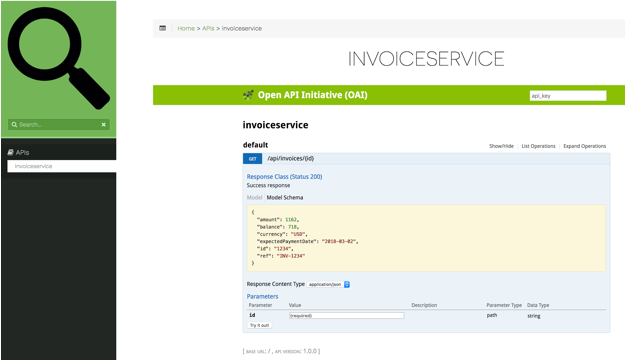 Search...
APIs
invoiceservice
Home > APIs > invoiceservice
INVOICESERVICE
Open API Initiative (OAI)
api_key
invoiceservice
default
Show/Hide List Operations Expand Operations
GET /api/invoices/{id}
Response Class (Status 200)
Success response
Model Model Schema
{
"amount": 1162,
"balance": 718,
"currency": "USD",
"expectedPaymentDate": "2018-03-02",
"id": "1234",
"ref": "INV-1234"
}
Response Content Type application/json
Parameters
Parameter Value Description Parameter Type Data Type
id (required) path string
Try it out!
[ BASE URL: / , API VERSION: 1.0.0 ]